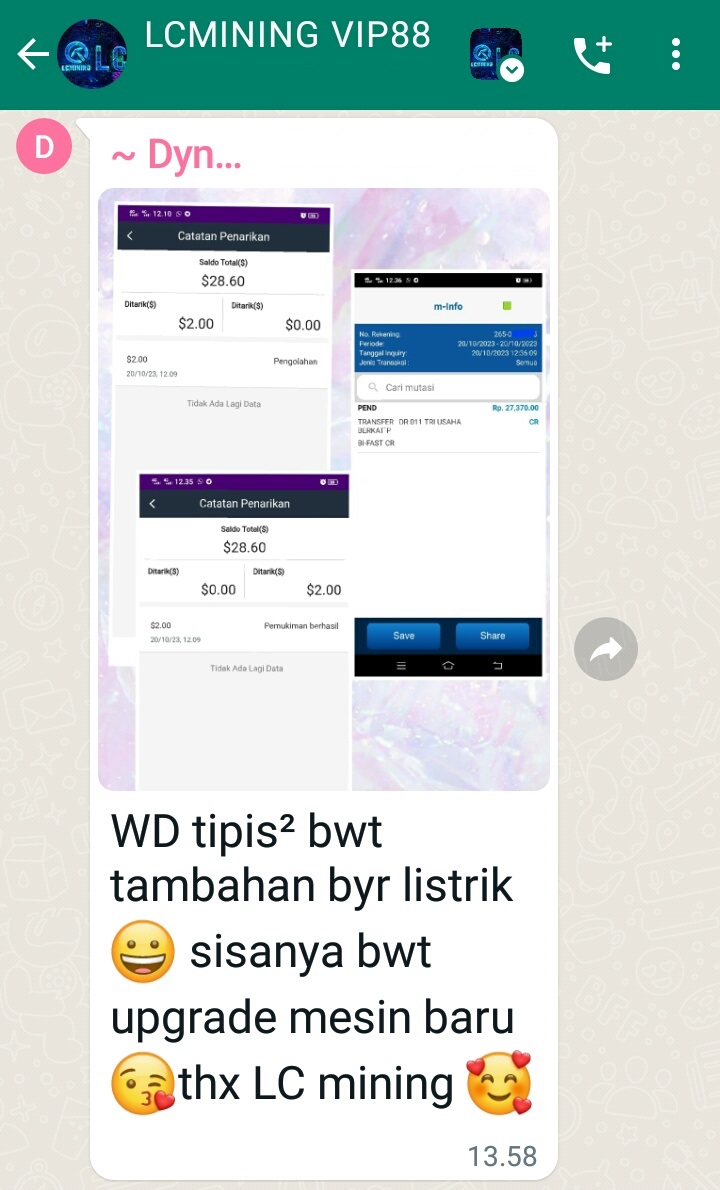 LCMINING VIP88
D
~ Dyn...
12.10
Catatan Penarikan
Saldo Total($)
$28.60
Ditarik($) Ditarik($)
$2.00 $0.00
$2.00 Pengolahan
20/10/23, 12.09
Tidak Ada Lagi Data
12.35
Catatan Penarikan
Saldo Total($)
$28.60
Ditarik($) Ditarik($)
$0.00 $2.00
$2.00 Pemukiman berhasil
20/10/23, 12.09
Tidak Ada Lagi Data
12.36
m-Info
No. Rekening: 265-0
Periode: 20/10/2023 - 20/10/2023
Tanggal Inquiry: 20/10/2023 12:36:09
Jenis Transaksi : Semua
Cari mutasi
PEND Rp. 27,370.00
TRANSFER DR 011 TRI USAHA CR
BERKAT P
BI-FAST CR
Save Share
WD tipis² bwt
tambahan byr listrik
😀 sisanya bwt
upgrade mesin baru
😘thx LC mining 🥰
13.58